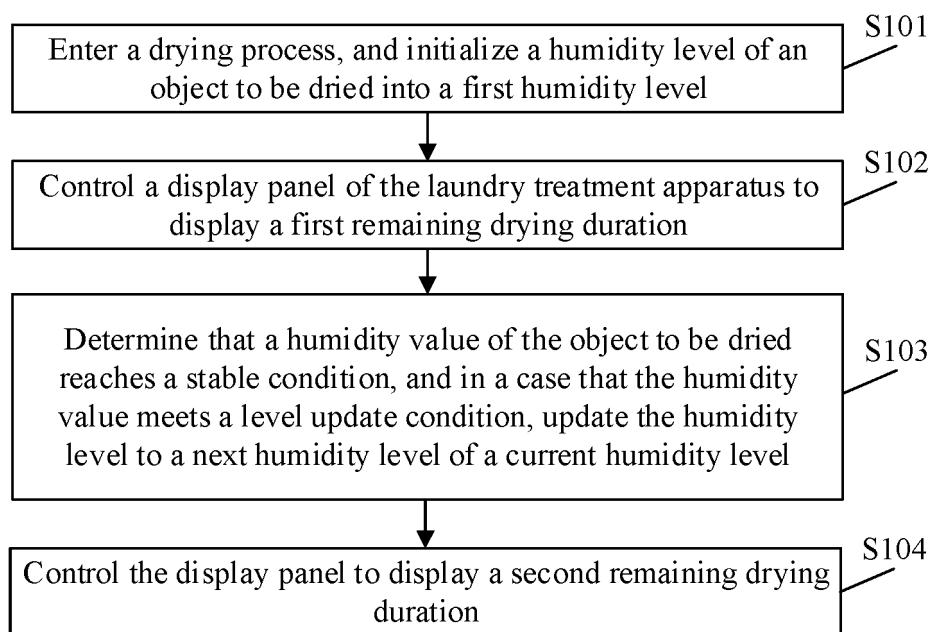 S101
Enter a drying process, and initialize a humidity level of an
object to be dried into a first humidity level
S102
Control a display panel of the laundry treatment apparatus to
display a first remaining drying duration
S103
Determine that a humidity value of the object to be dried
reaches a stable condition, and in a case that the humidity
value meets a level update condition, update the humidity
level to a next humidity level of a current humidity level
S104
Control the display panel to display a second remaining drying
duration